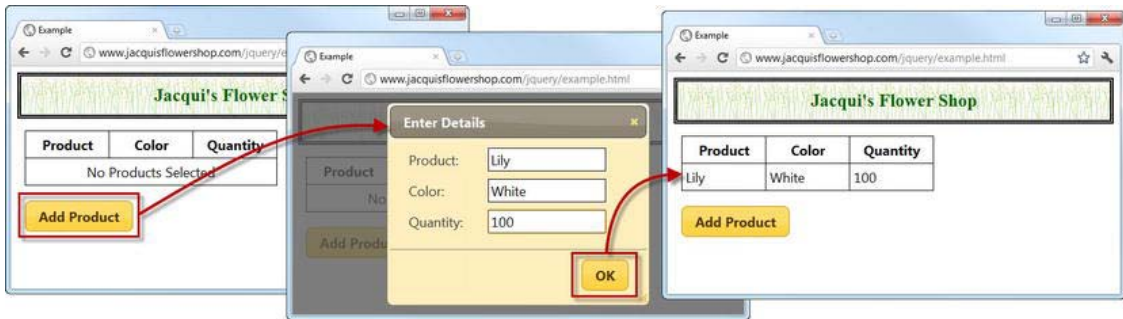 Example
www.jacquisflowershop.com/jquery/e
Jacqui's Flower
Product Color Quantity
No Products Selected
Add Product
Example
www.jacquisflowershop.com/jquery/example.html
Enter Details
Product: Lily
Color: White
Quantity: 100
OK
Product
No
Add Produ
Example
www.jacquisflowershop.com/jquery/example.html
Jacqui's Flower Shop
Product Color Quantity
Lily White 100
Add Product